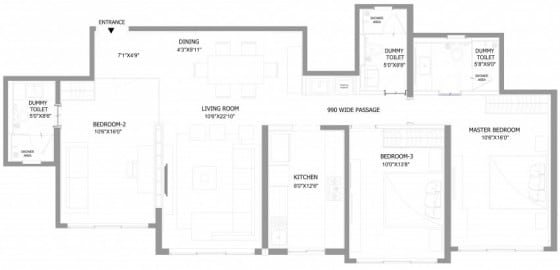 ENTRANCE
7'1"X4'9"
DINING
4'3"X9'11"
SHOWER
AREA
DUMMY
TOILET
5'0"X8'8"
DUMMY
TOILET
5'8"X9'0"
SHOWER
AREA
DUMMY
TOILET
5'0"X8'6"
SHOWER
AREA
BEDROOM-2
10'6"X16'0"
LIVING ROOM
10'8"X22'10"
990 WIDE PASSAGE
MASTER BEDROOM
10'6"X16'0"
BEDROOM-3
10'0"X13'8"
KITCHEN
8'0"X12'6"